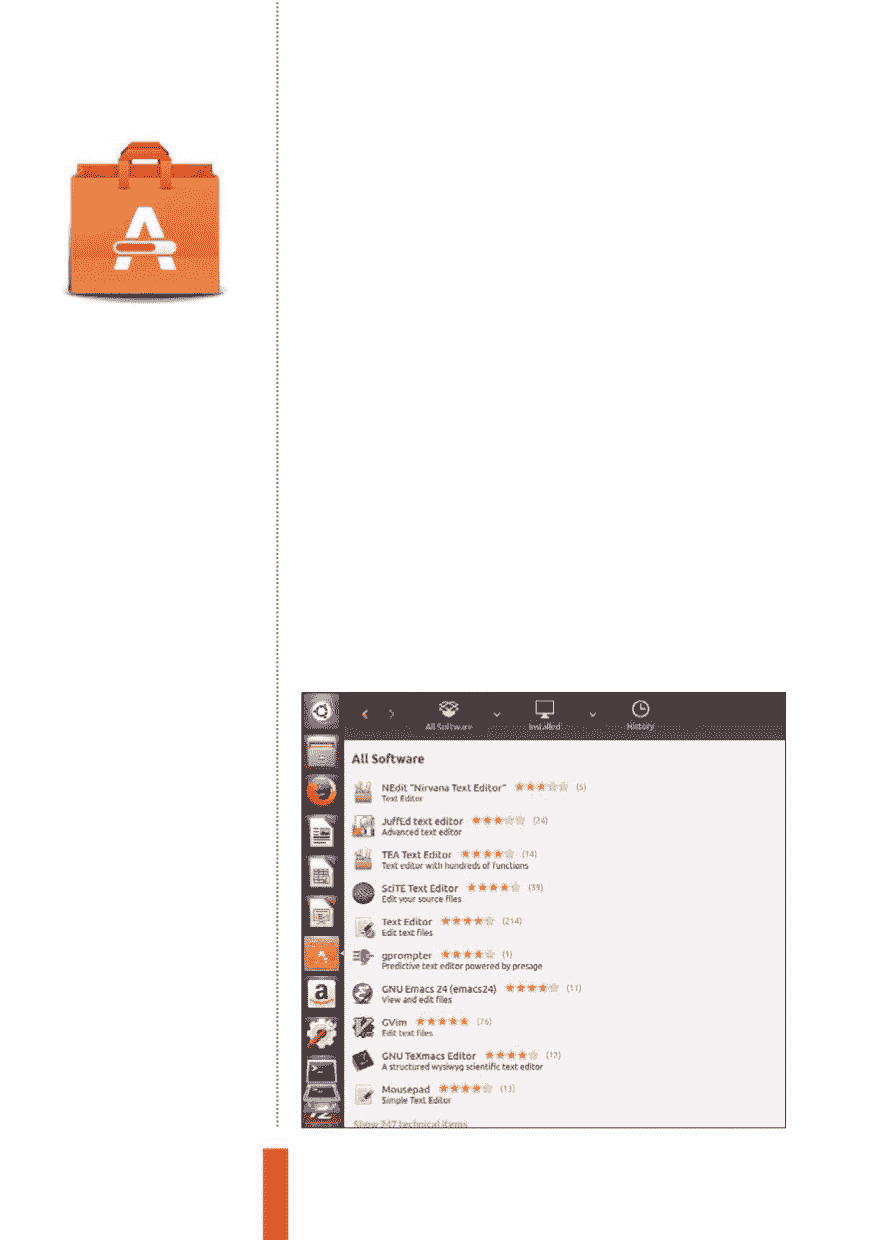 A
All Software
Installed
History
All Software
NEdit "Nirvana Text Editor" (5)
Text Editor
JuffEd text editor (24)
Advanced text editor
TEA Text Editor (14)
Text editor with hundreds of functions
SciTE Text Editor (39)
Edit your source files
Text Editor (214)
Edit text files
gprompter (1)
Predictive text editor powered by presage
GNU Emacs 24 (emacs24) (11)
View and edit files
GVim (76)
Edit text files
GNU TeXmacs Editor (12)
A structured wysiwyg scientific text editor
Mousepad (13)
Simple Text Editor
Show 247 technical items
A
a